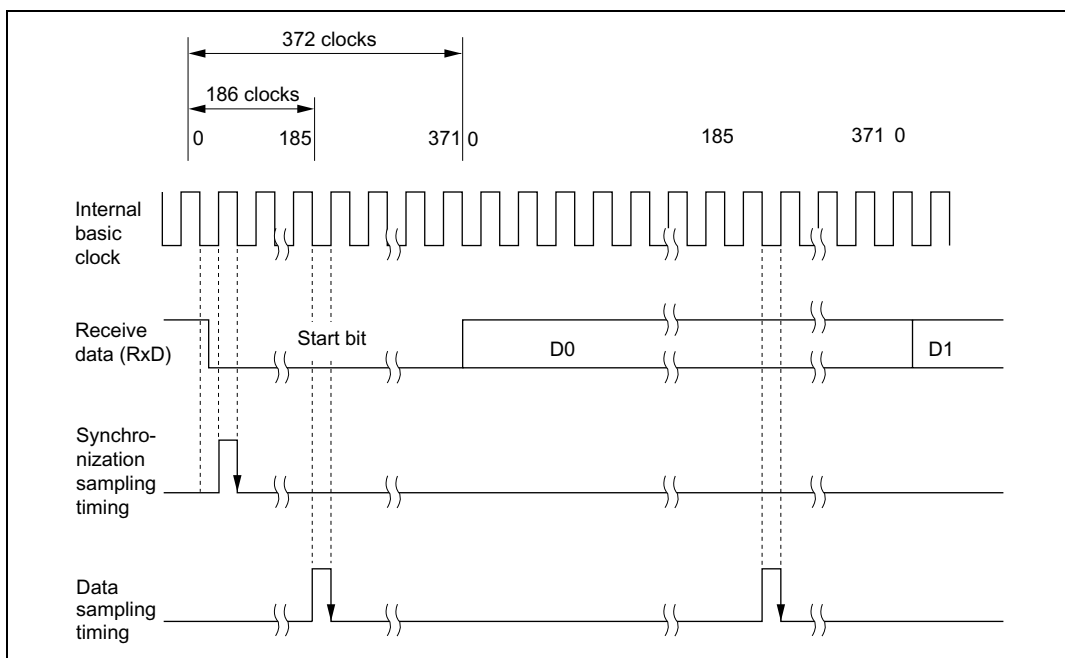 372 clocks
186 clocks
0 185 371 0 185 371 0
Internal
basic
clock
Receive
data (RxD)
Start bit D0 D1
Synchro-
nization
sampling
timing
Data
sampling
timing